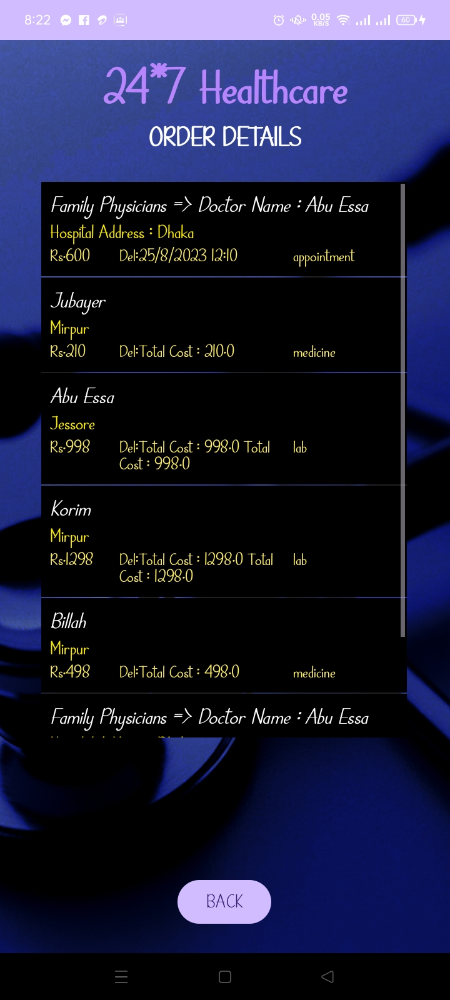 8:22
0.05
KB/S
60
24*7 Healthcare
ORDER DETAILS
Family Physicians => Doctor Name : Abu Essa
Hospital Address : Dhaka
Rs.600 Del:25/8/2023 12:10 appointment
Jubayer
Mirpur
Rs.210 Del:Total Cost : 210.0 medicine
Abu Essa
Jessore
Rs.998 Del:Total Cost : 998.0 Total lab
Cost : 998.0
Korim
Mirpur
Rs.1298 Del:Total Cost : 1298.0 Total lab
Cost : 1298.0
Billah
Mirpur
Rs.498 Del:Total Cost : 498.0 medicine
Family Physicians => Doctor Name : Abu Essa
BACK